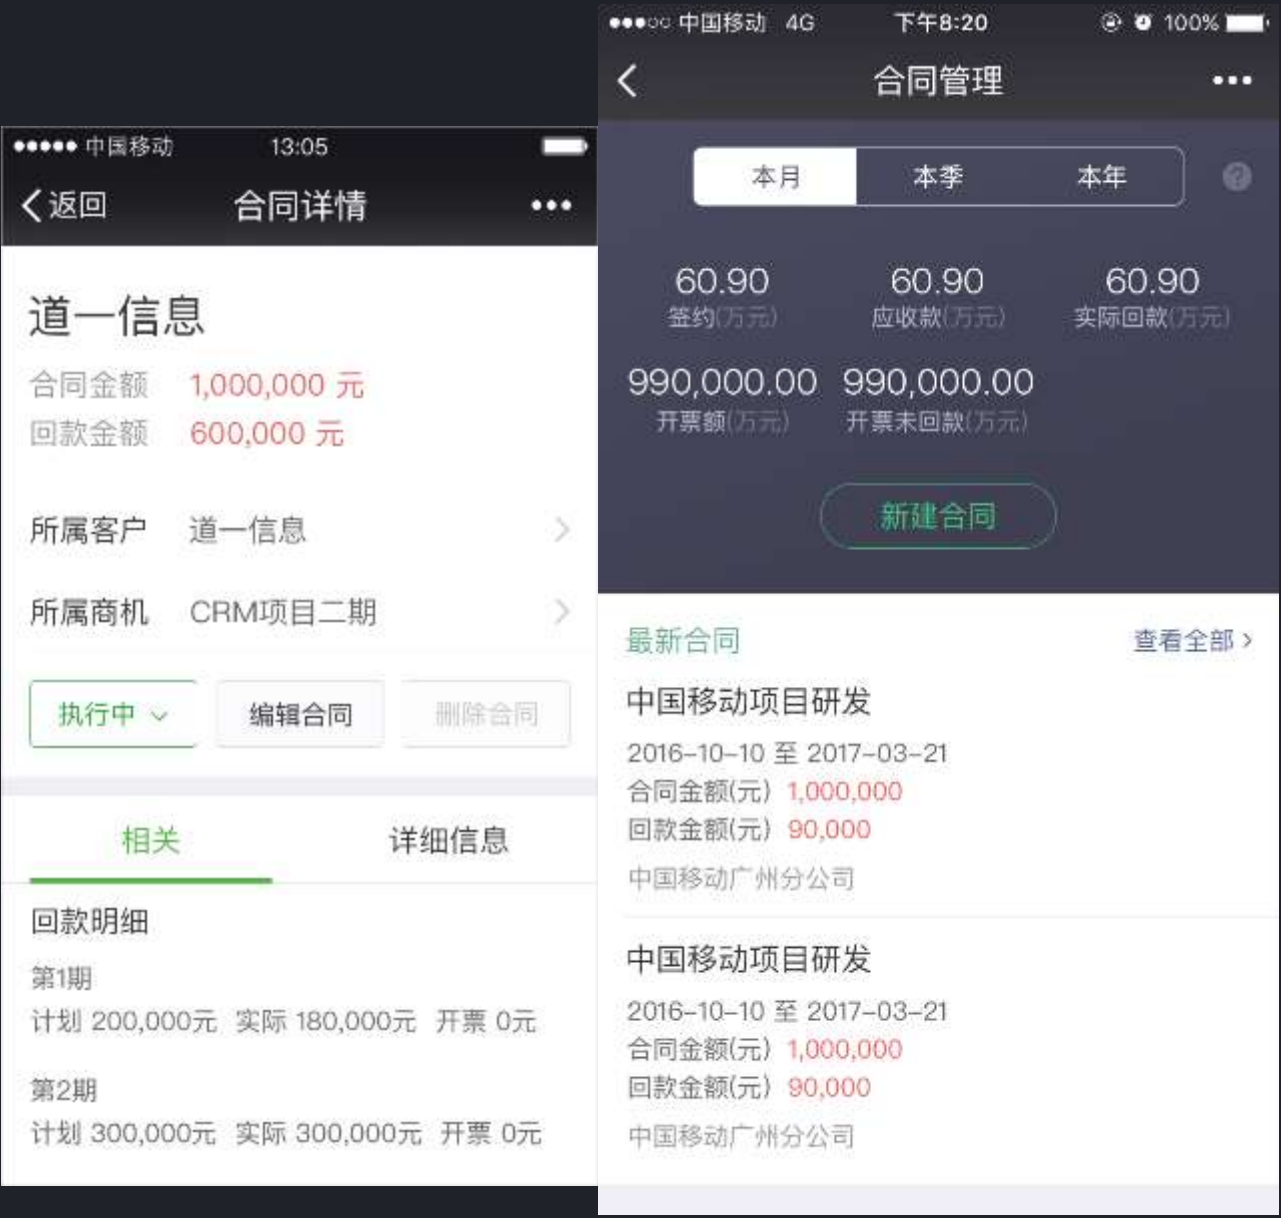 中国移动 13:05
返回 合同详情
道一信息
合同金额 1,000,000 元
回款金额 600,000 元
所属客户 道一信息
所属商机 CRM项目二期
执行中 编辑合同 删除合同
相关 详细信息
回款明细
第1期
计划 200,000元 实际 180,000元 开票 0元
第2期
计划 300,000元 实际 300,000元 开票 0元
中国移动 4G 下午8:20 100%
合同管理
本月 本季 本年 ?
60.90 60.90 60.90
签约(万元) 应收款(万元) 实际回款(万元)
990,000.00 990,000.00
开票额(万元) 开票未回款(万元)
新建合同
最新合同 查看全部
中国移动项目研发
2016-10-10 至 2017-03-21
合同金额(元) 1,000,000
回款金额(元) 90,000
中国移动广州分公司
中国移动项目研发
2016-10-10 至 2017-03-21
合同金额(元) 1,000,000
回款金额(元) 90,000
中国移动广州分公司